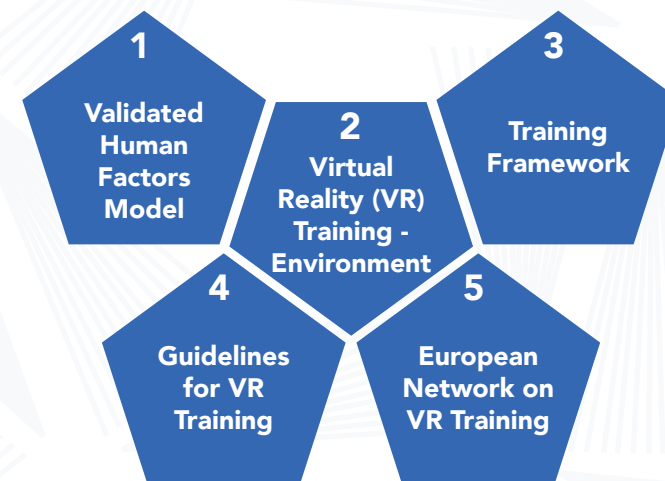 1
Validated
Human
Factors
Model
2
Virtual
Reality (VR)
Training -
Environment
3
Training
Framework
4
Guidelines
for VR
Training
5
European
Network on
VR Training